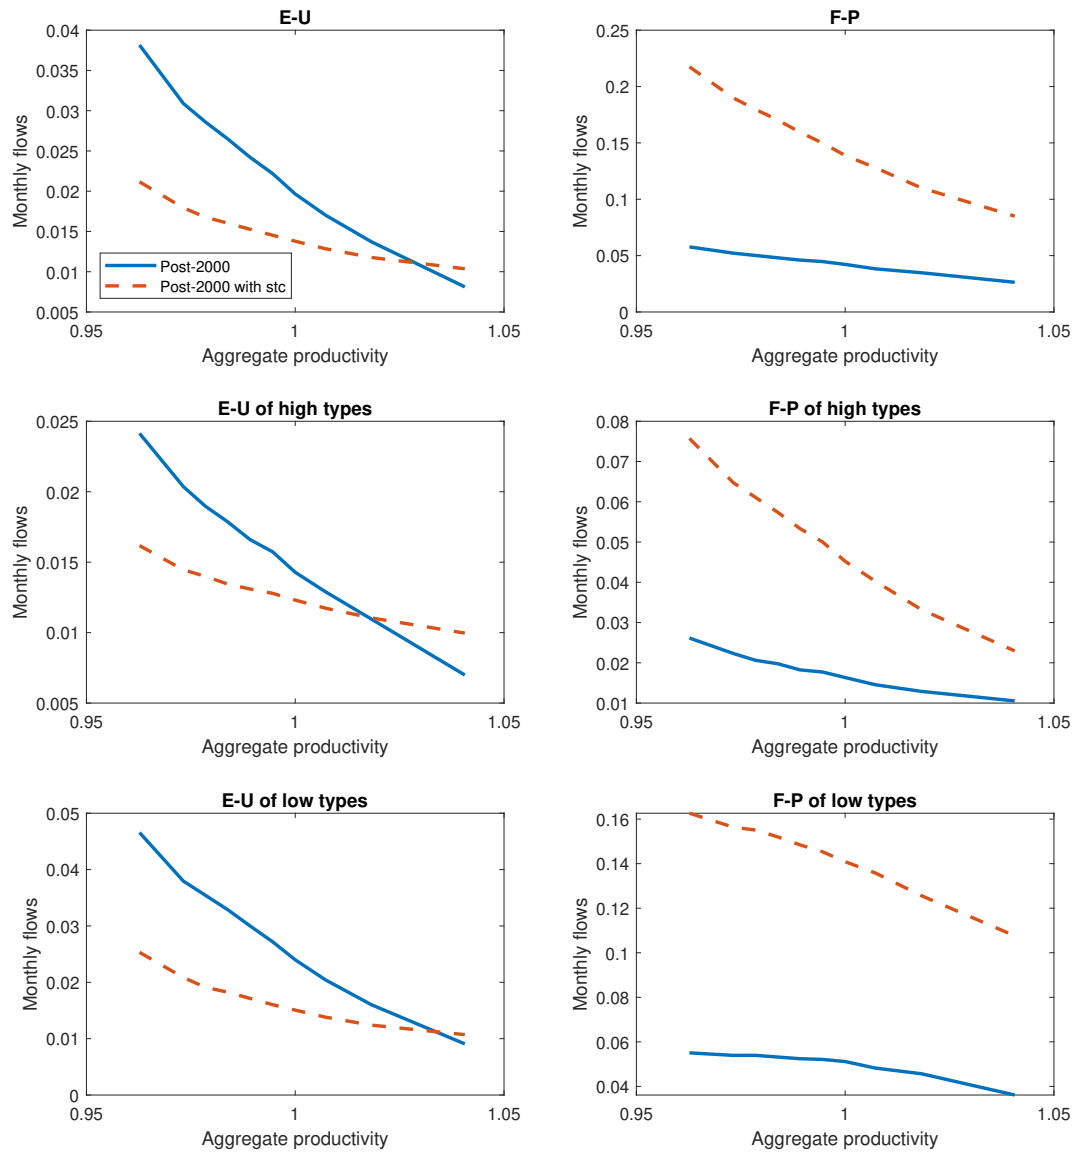 E-U
0.04
0.035
0.03
0.025
0.02
0.015
0.01
0.005
Monthly flows
Post-2000
Post-2000 with stc
0.95
1
1.05
Aggregate productivity
F-P
0.25
0.2
0.15
0.1
0.05
0
Monthly flows
0.95
1
1.05
Aggregate productivity
E-U of high types
0.025
0.02
0.015
0.01
0.005
Monthly flows
0.95
1
1.05
Aggregate productivity
F-P of high types
0.08
0.07
0.06
0.05
0.04
0.03
0.02
0.01
Monthly flows
0.95
1
1.05
Aggregate productivity
E-U of low types
0.05
0.04
0.03
0.02
0.01
0
Monthly flows
0.95
1
1.05
Aggregate productivity
F-P of low types
0.16
0.14
0.12
0.1
0.08
0.06
0.04
Monthly flows
0.95
1
1.05
Aggregate productivity